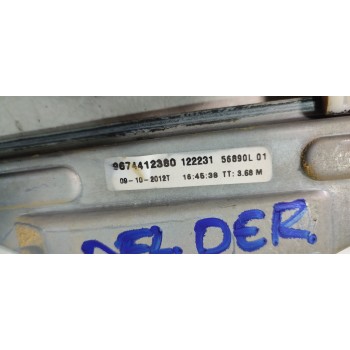 9674412380 122231 56890L 01
09-10-2012T 16:45:38 TT: 3.68 M
DEL DER.